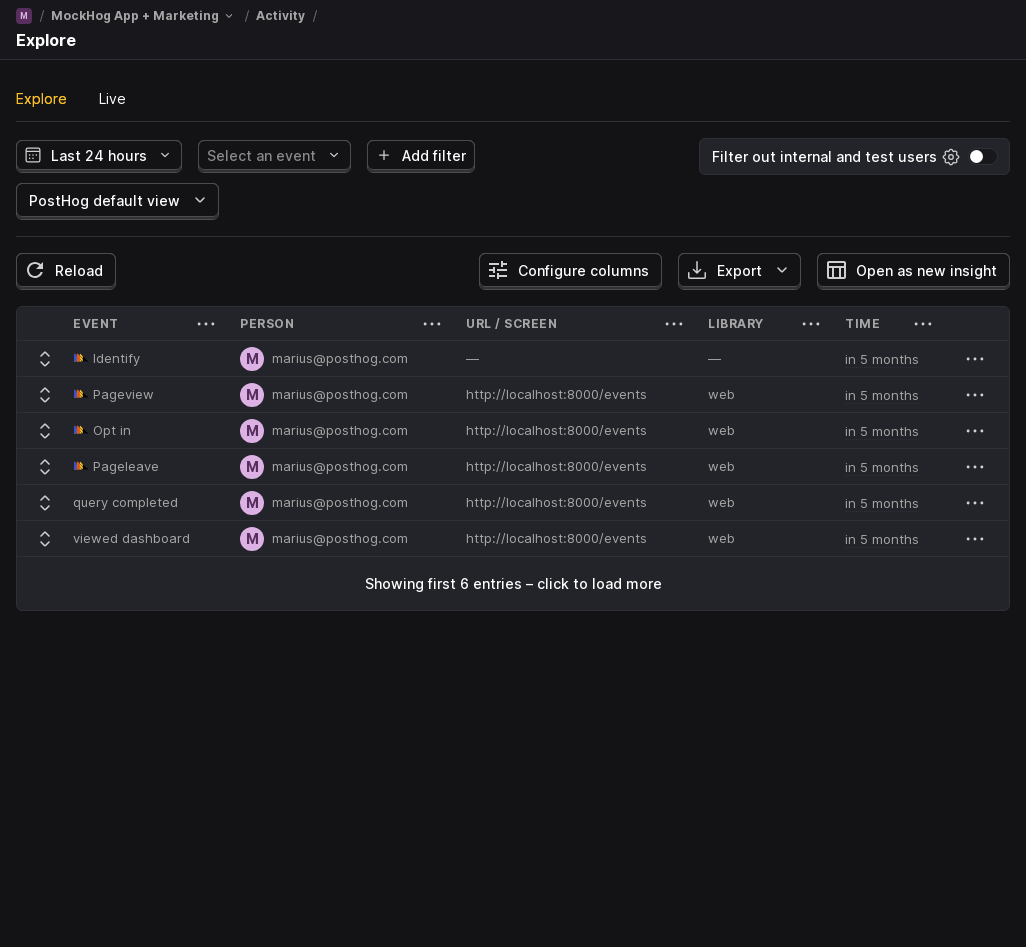 M / MockHog App + Marketing / Activity /
Explore
Explore Live
Last 24 hours Select an event Add filter Filter out internal and test users
PostHog default view
Reload Configure columns Export Open as new insight
EVENT PERSON URL / SCREEN LIBRARY TIME
Identify M marius@posthog.com — — in 5 months
Pageview M marius@posthog.com http://localhost:8000/events web in 5 months
Opt in M marius@posthog.com http://localhost:8000/events web in 5 months
Pageleave M marius@posthog.com http://localhost:8000/events web in 5 months
query completed M marius@posthog.com http://localhost:8000/events web in 5 months
viewed dashboard M marius@posthog.com http://localhost:8000/events web in 5 months
Showing first 6 entries – click to load more